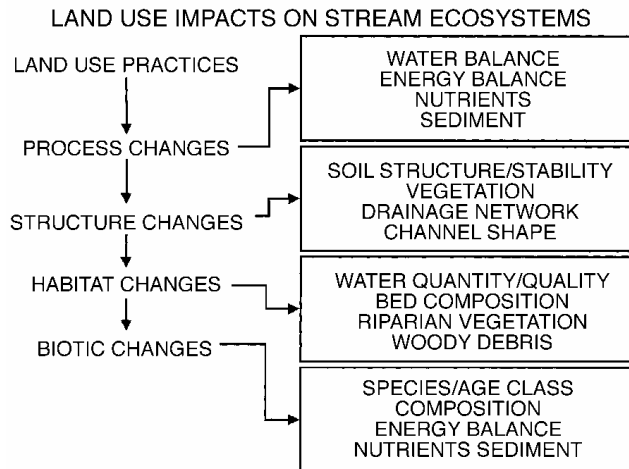 LAND USE IMPACTS ON STREAM ECOSYSTEMS
LAND USE PRACTICES
PROCESS CHANGES
STRUCTURE CHANGES
HABITAT CHANGES
BIOTIC CHANGES
WATER BALANCE
ENERGY BALANCE
NUTRIENTS
SEDIMENT
SOIL STRUCTURE/STABILITY
VEGETATION
DRAINAGE NETWORK
CHANNEL SHAPE
WATER QUANTITY/QUALITY
BED COMPOSITION
RIPARIAN VEGETATION
WOODY DEBRIS
SPECIES/AGE CLASS
COMPOSITION
ENERGY BALANCE
NUTRIENTS SEDIMENT